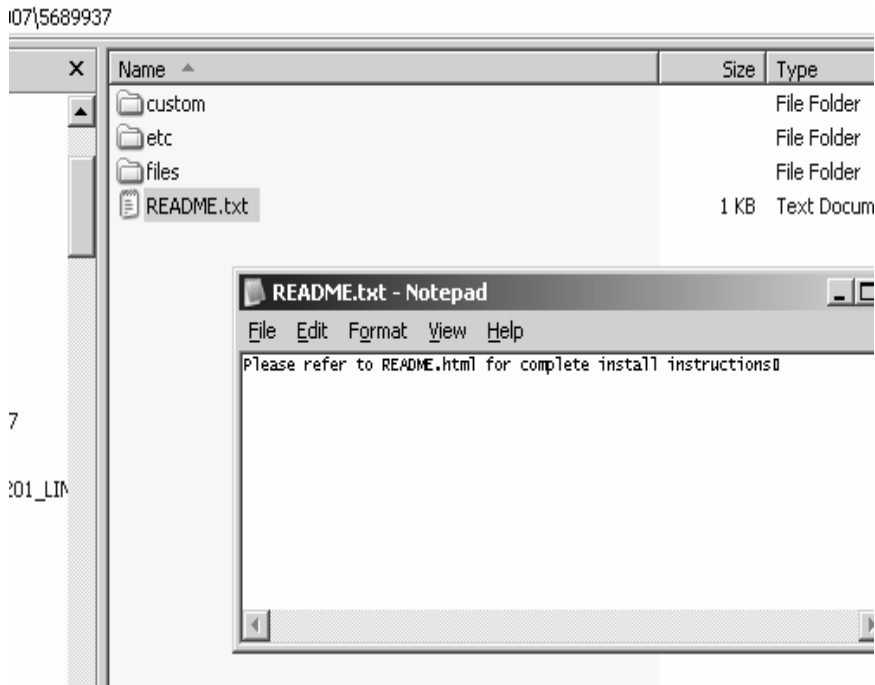 007\5689937
Name Size Type
custom File Folder
etc File Folder
files File Folder
README.txt 1 KB Text Docum
README.txt - Notepad
File Edit Format View Help
Please refer to README.html for complete install instructions
7
201_LIN